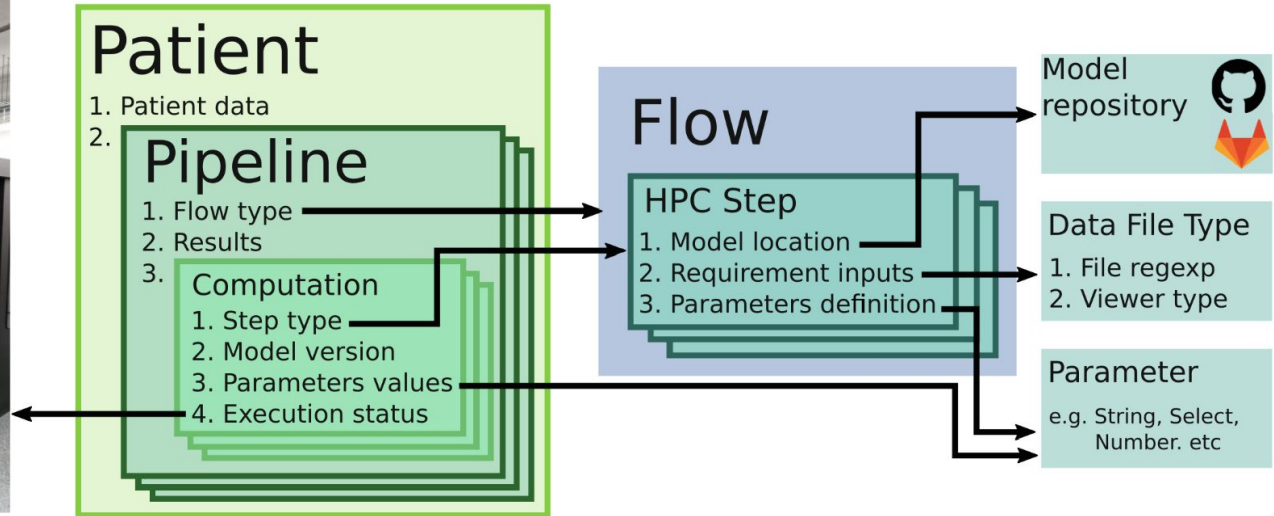 Patient
1. Patient data
2.
Pipeline
1. Flow type
2. Results
3.
Computation
1. Step type
2. Model version
3. Parameters values
4. Execution status
Flow
HPC Step
1. Model location
2. Requirement inputs
3. Parameters definition
Model
repository
Data File Type
1. File regexp
2. Viewer type
Parameter
e.g. String, Select,
Number. etc